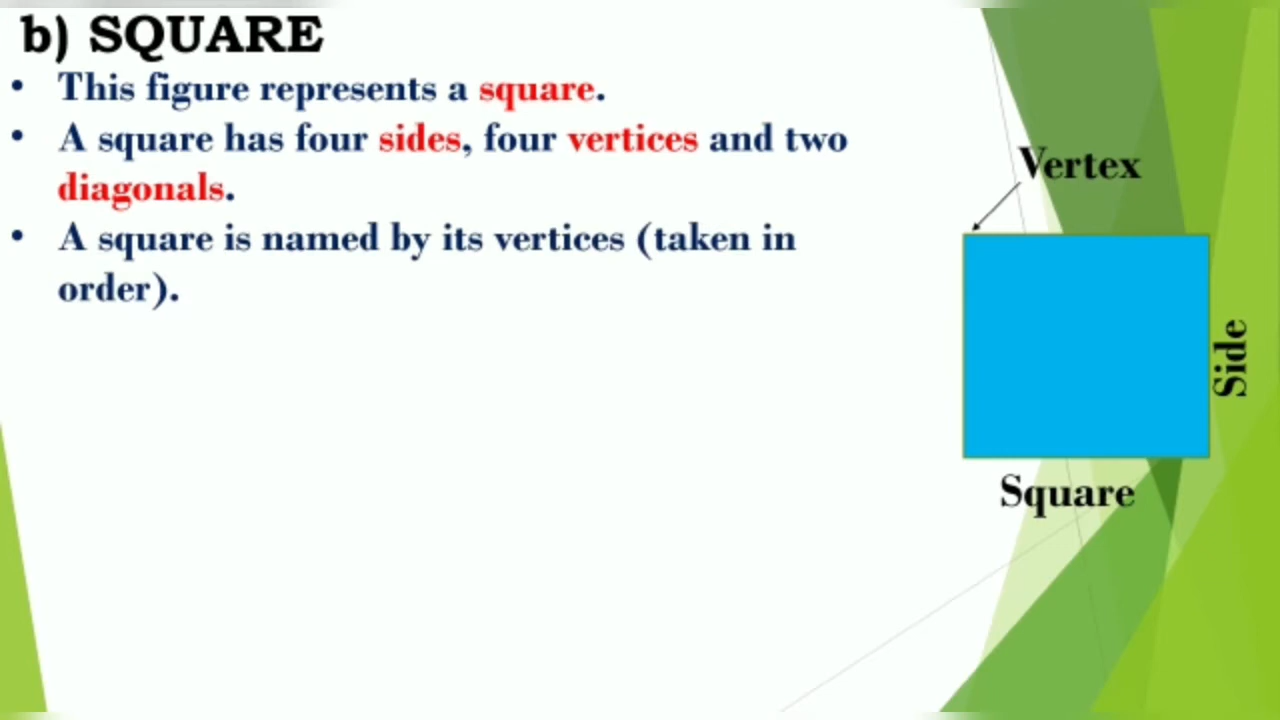 b) SQUARE
• This figure represents a square.
• A square has four sides, four vertices and two
diagonals.
• A square is named by its vertices (taken in
order).
Vertex
Side
Square